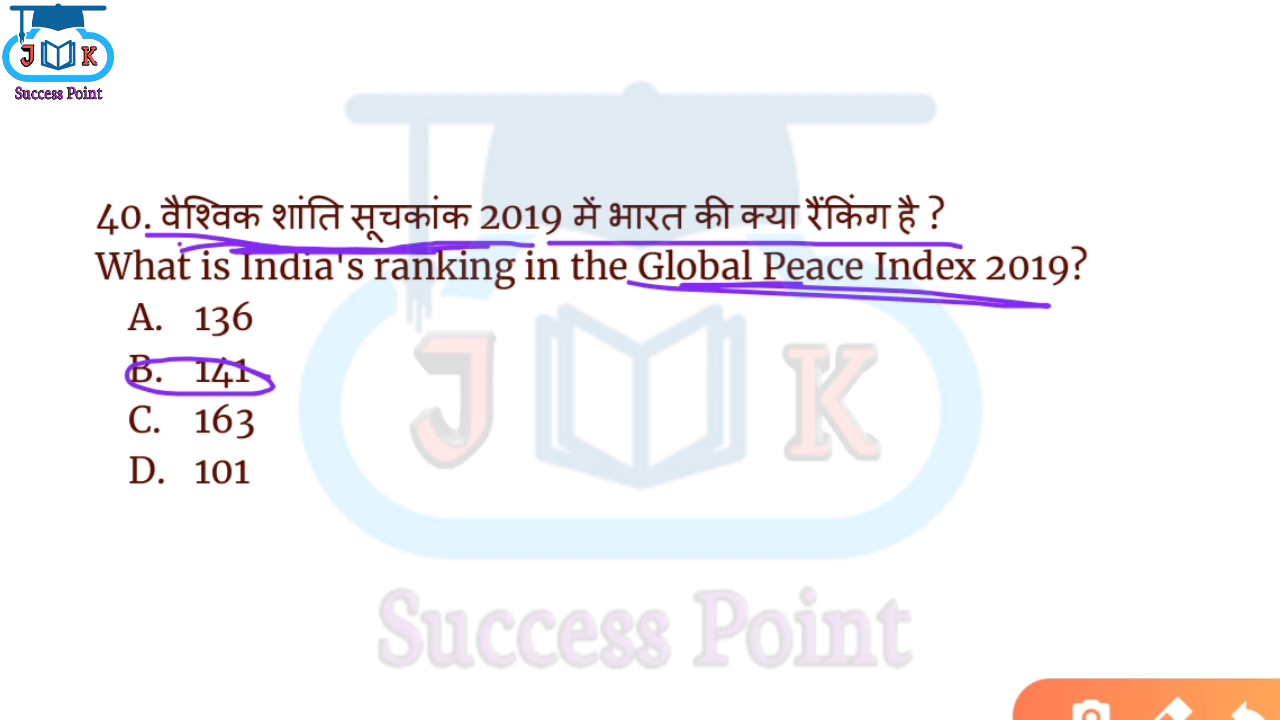 J K
Success Point
40. वैश्विक शांति सूचकांक 2019 में भारत की क्या रैंकिंग है ?
What is India's ranking in the Global Peace Index 2019?
A. 136
B. 141
C. 163
D. 101
J K
Success Point